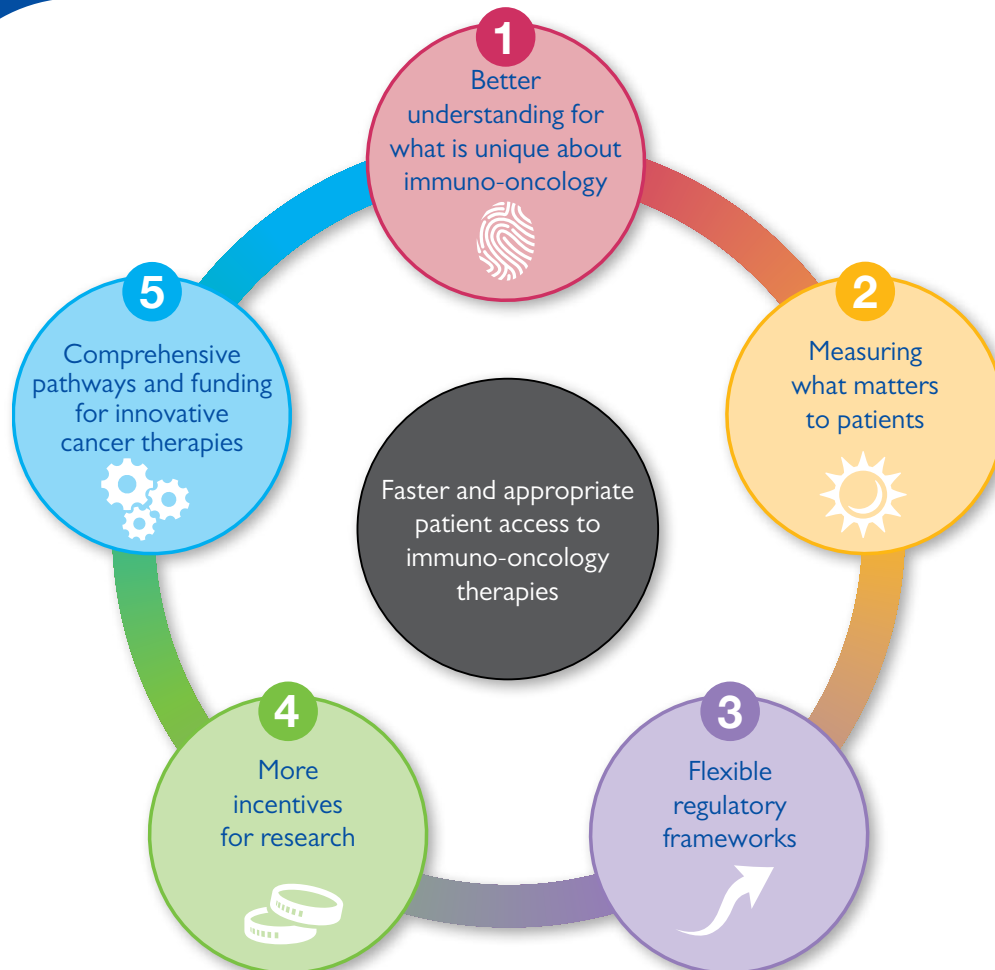 1
Better
understanding for
what is unique about
immuno-oncology
2
Measuring
what matters
to patients
3
Flexible
regulatory
frameworks
4
More
incentives
for research
5
Comprehensive
pathways and funding
for innovative
cancer therapies
Faster and appropriate
patient access to
immuno-oncology
therapies